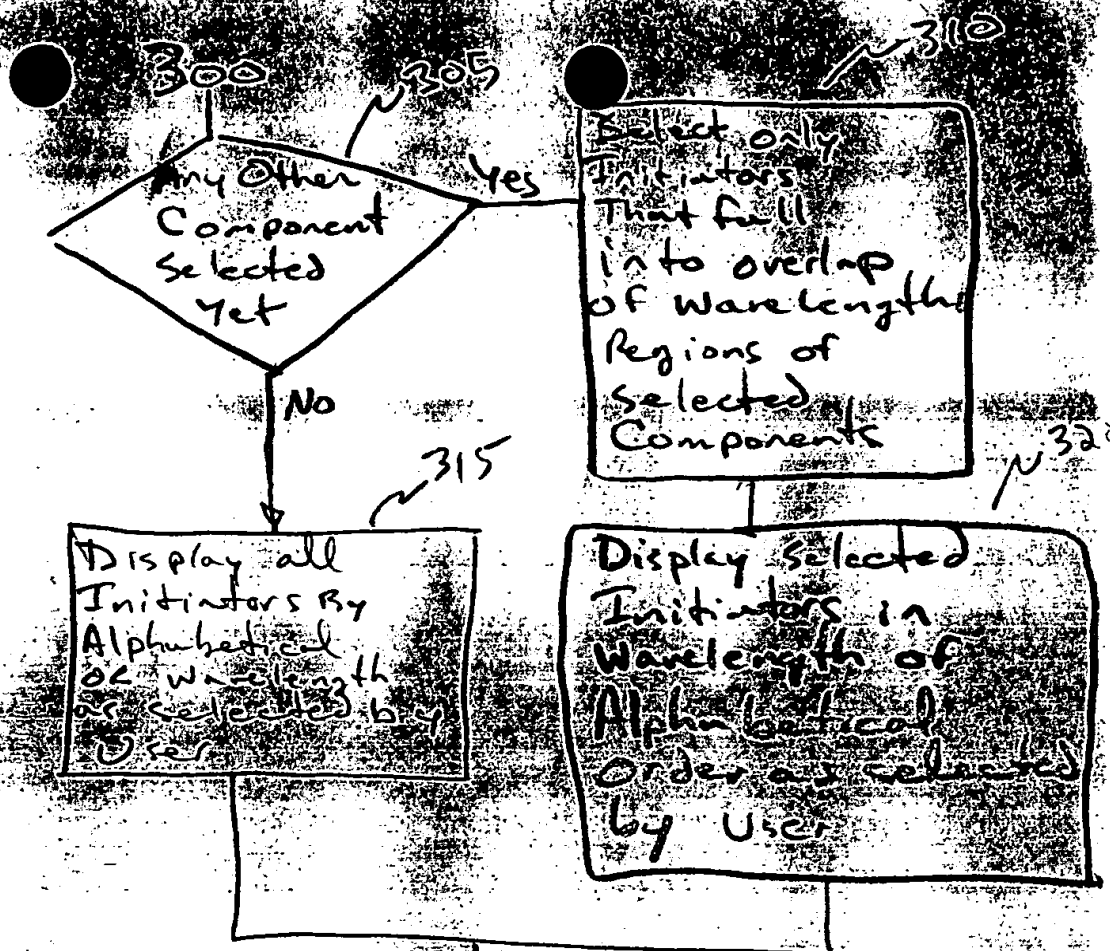 300
305
Any Other
Component
Selected
Yet
Yes
No
310
Select only
Initiators
That fall
into overlap
of wavelength
Regions of
selected
Components
315
Display all
Initiators By
Alphabetical
or wavelength
as selected by
User
32
Display selected
Initiators in
Wavelength of
Alphabetical
Order as selected
by User